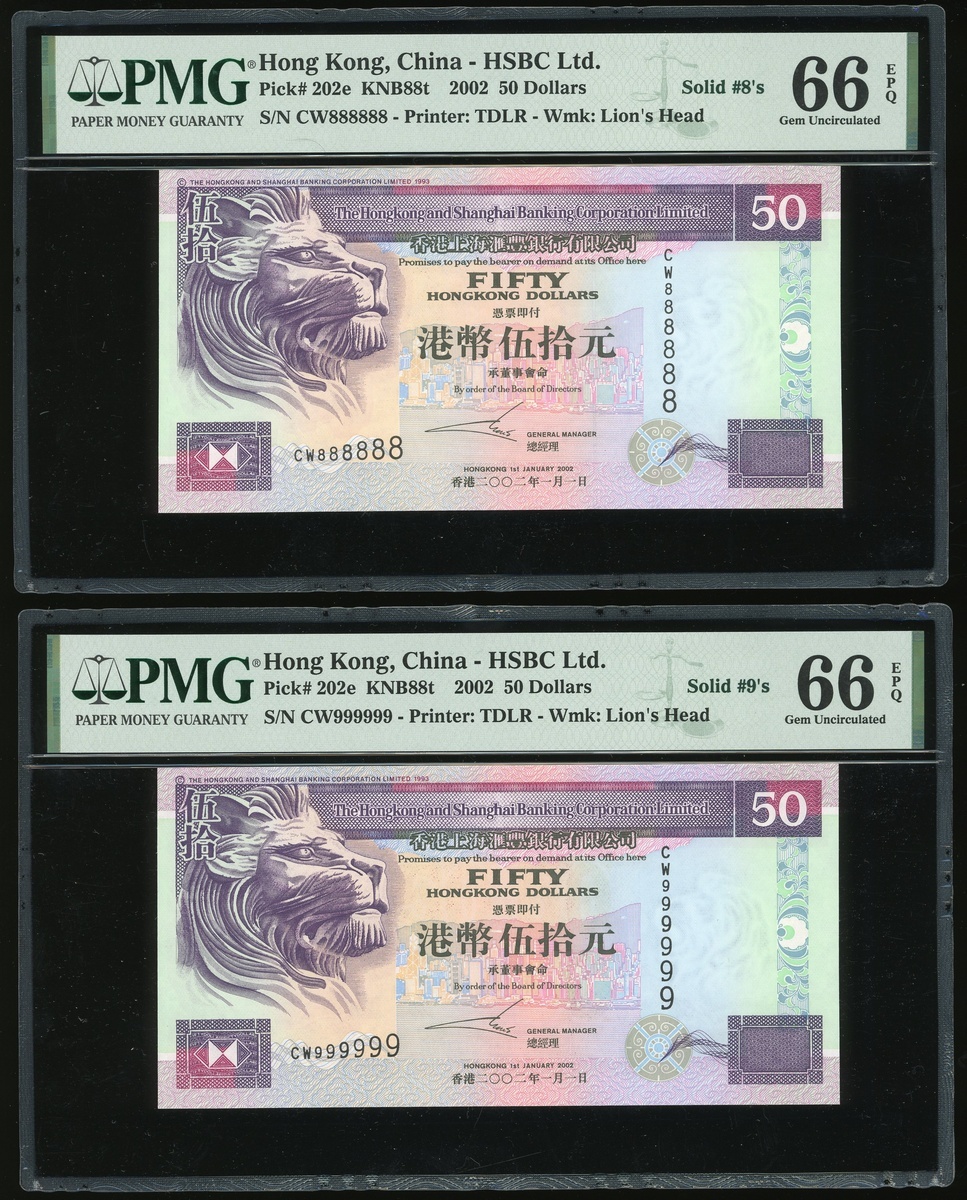 PMG®
PAPER MONEY GUARANTY
Hong Kong, China - HSBC Ltd.
Pick# 202e KNB88t 2002 50 Dollars Solid #8's
S/N CW888888 - Printer: TDLR - Wmk: Lion's Head
66 EPQ
Gem Uncirculated
© THE HONGKONG AND SHANGHAI BANKING CORPORATION LIMITED 1993
伍拾
The Hongkong and Shanghai Banking Corporation Limited
50
香港上海滙豐銀行有限公司
Promises to pay the bearer on demand at its Office here
CW888888
FIFTY
HONGKONG DOLLARS
憑票即付
港幣伍拾元
承董事會命
By order of the Board of Directors
GENERAL MANAGER
總經理
CW888888
HONGKONG 1st JANUARY 2002
香港二〇〇二年一月一日
PMG®
PAPER MONEY GUARANTY
Hong Kong, China - HSBC Ltd.
Pick# 202e KNB88t 2002 50 Dollars Solid #9's
S/N CW999999 - Printer: TDLR - Wmk: Lion's Head
66 EPQ
Gem Uncirculated
© THE HONGKONG AND SHANGHAI BANKING CORPORATION LIMITED 1993
伍拾
The Hongkong and Shanghai Banking Corporation Limited
50
香港上海滙豐銀行有限公司
Promises to pay the bearer on demand at its Office here
CW999999
FIFTY
HONGKONG DOLLARS
憑票即付
港幣伍拾元
承董事會命
By order of the Board of Directors
GENERAL MANAGER
總經理
CW999999
HONGKONG 1st JANUARY 2002
香港二〇〇二年一月一日